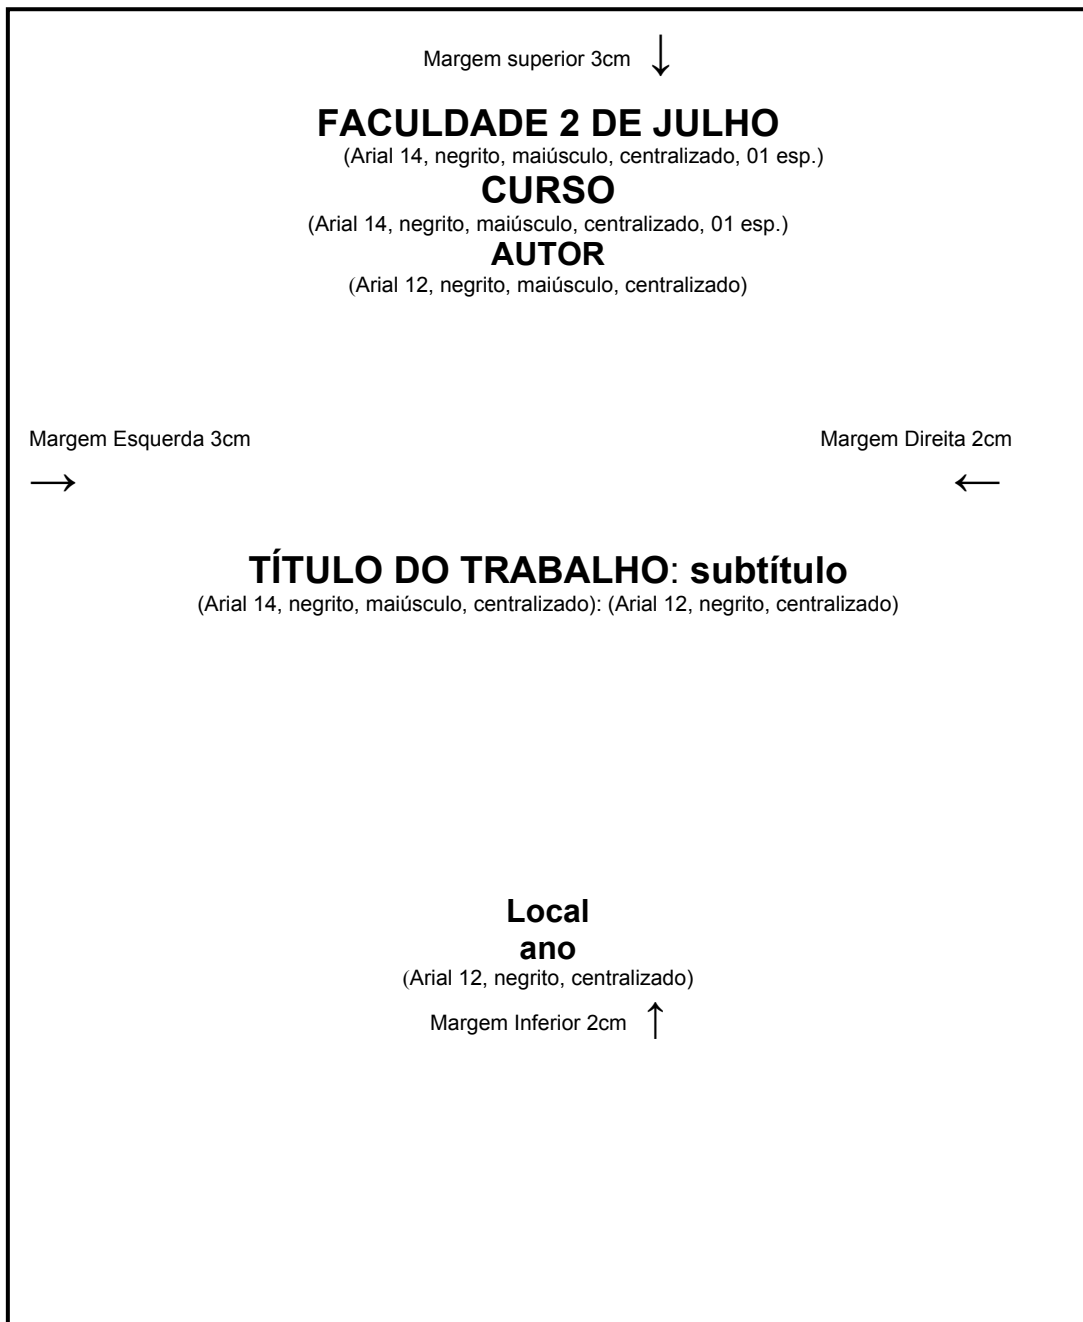 Margem superior 3cm ↓
FACULDADE 2 DE JULHO
(Arial 14, negrito, maiúsculo, centralizado, 01 esp.)
CURSO
(Arial 14, negrito, maiúsculo, centralizado, 01 esp.)
AUTOR
(Arial 12, negrito, maiúsculo, centralizado)
Margem Esquerda 3cm Margem Direita 2cm
→ ←
TÍTULO DO TRABALHO: subtítulo
(Arial 14, negrito, maiúsculo, centralizado): (Arial 12, negrito, centralizado)
Local
ano
(Arial 12, negrito, centralizado)
Margem Inferior 2cm ↑